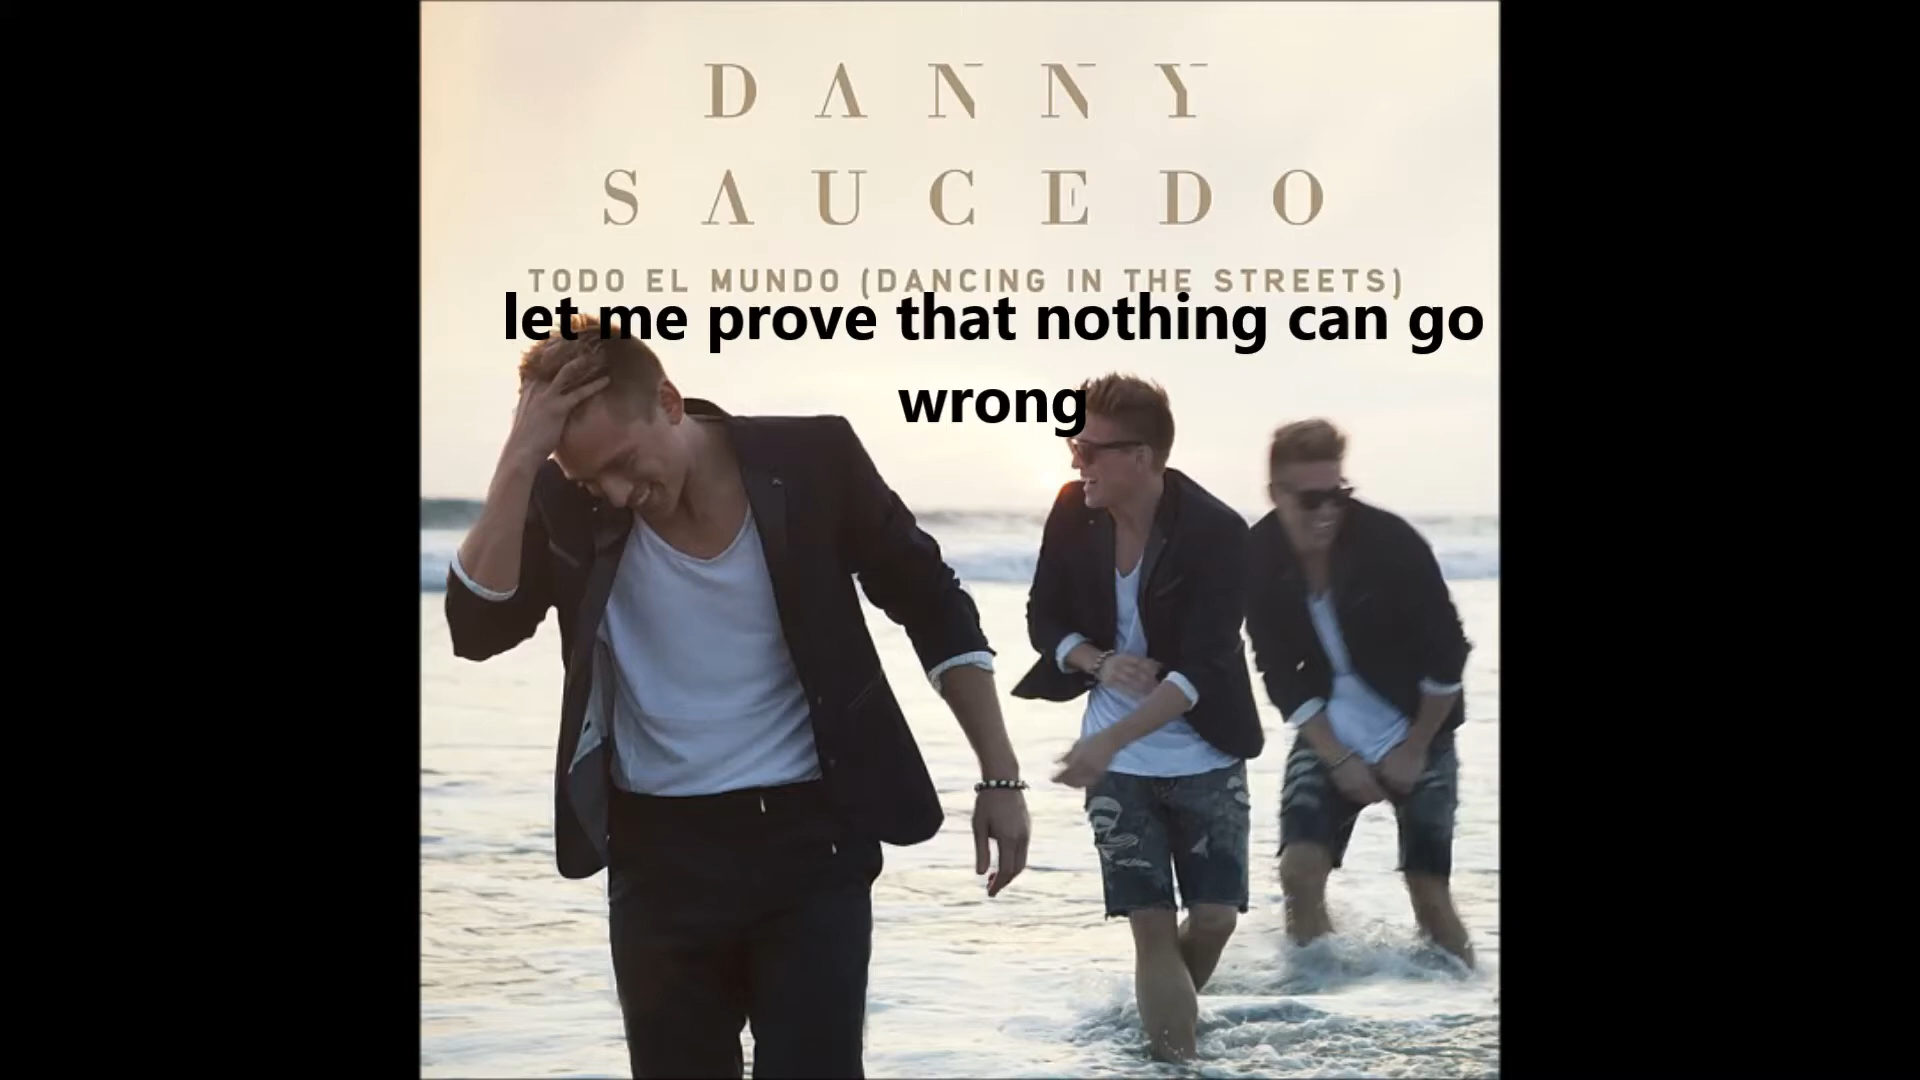 DANNY
SAUCEDO
TODO EL MUNDO (DANCING IN THE STREETS)
let me prove that nothing can go
wrong